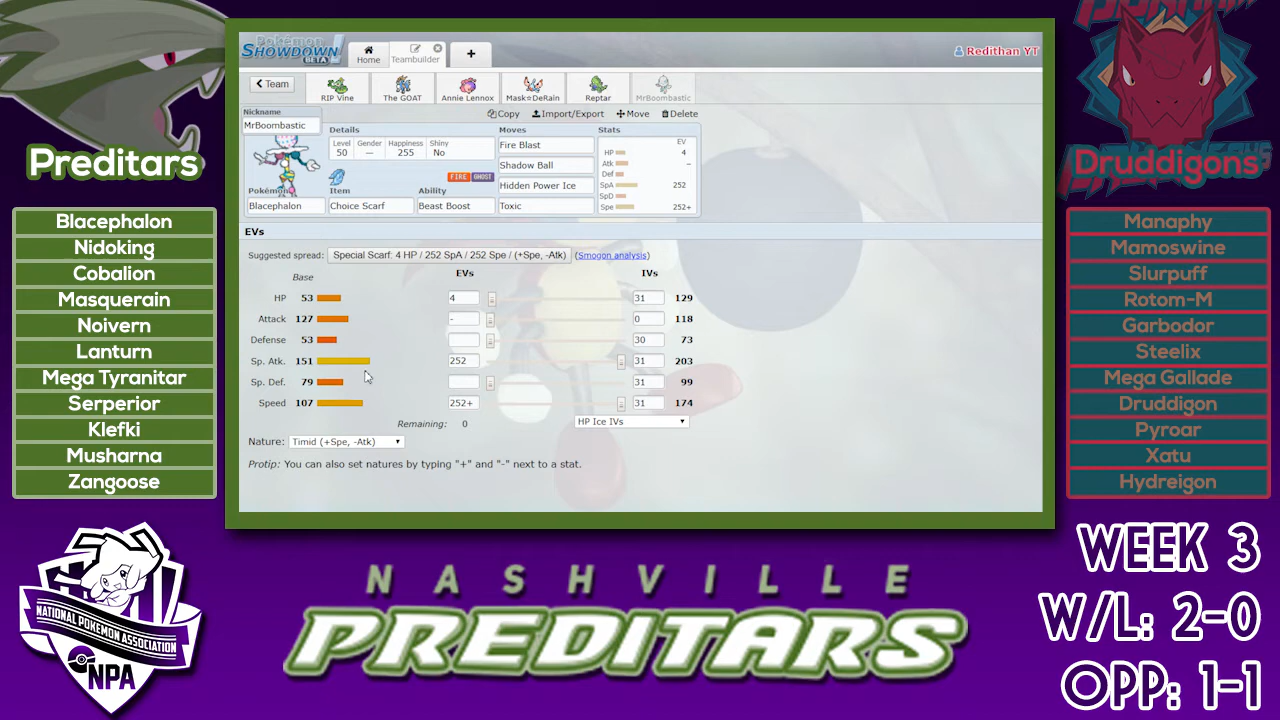 Preditars
Blacephalon
Nidoking
Cobalion
Masquerain
Noivern
Lanturn
Mega Tyranitar
Serperior
Klefki
Musharna
Zangoose
NATIONAL POKEMON ASSOCIATION
NPA
Pokémon
SHOWDOWN!
BETA
Home
Teambuilder
+
Redithan YT
Team
RIP Vine
The GOAT
Annie Lennox
Mask☆DeRain
Reptar
MrBoombastic
Copy
Import/Export
Move
Delete
Nickname
MrBoombastic
Details
Level Gender Happiness Shiny
50 — 255 No
FIRE GHOST
Pokémon Item Ability
Blacephalon Choice Scarf Beast Boost
Moves
Fire Blast
Shadow Ball
Hidden Power Ice
Toxic
Stats
EV
HP 4
Atk –
Def
SpA 252
SpD
Spe 252+
EVs
Suggested spread: Special Scarf: 4 HP / 252 SpA / 252 Spe / (+Spe, -Atk) (Smogon analysis)
Base EVs IVs
HP 53 4 31 129
Attack 127 - 0 118
Defense 53 30 73
Sp. Atk. 151 252 31 203
Sp. Def. 79 31 99
Speed 107 252+ 31 174
Remaining: 0 HP Ice IVs
Nature: Timid (+Spe, -Atk)
Protip: You can also set natures by typing "+" and "-" next to a stat.
Druddigons
Manaphy
Mamoswine
Slurpuff
Rotom-M
Garbodor
Steelix
Mega Gallade
Druddigon
Pyroar
Xatu
Hydreigon
NASHVILLE
PREDITARS
WEEK 3
W/L: 2-0
OPP: 1-1